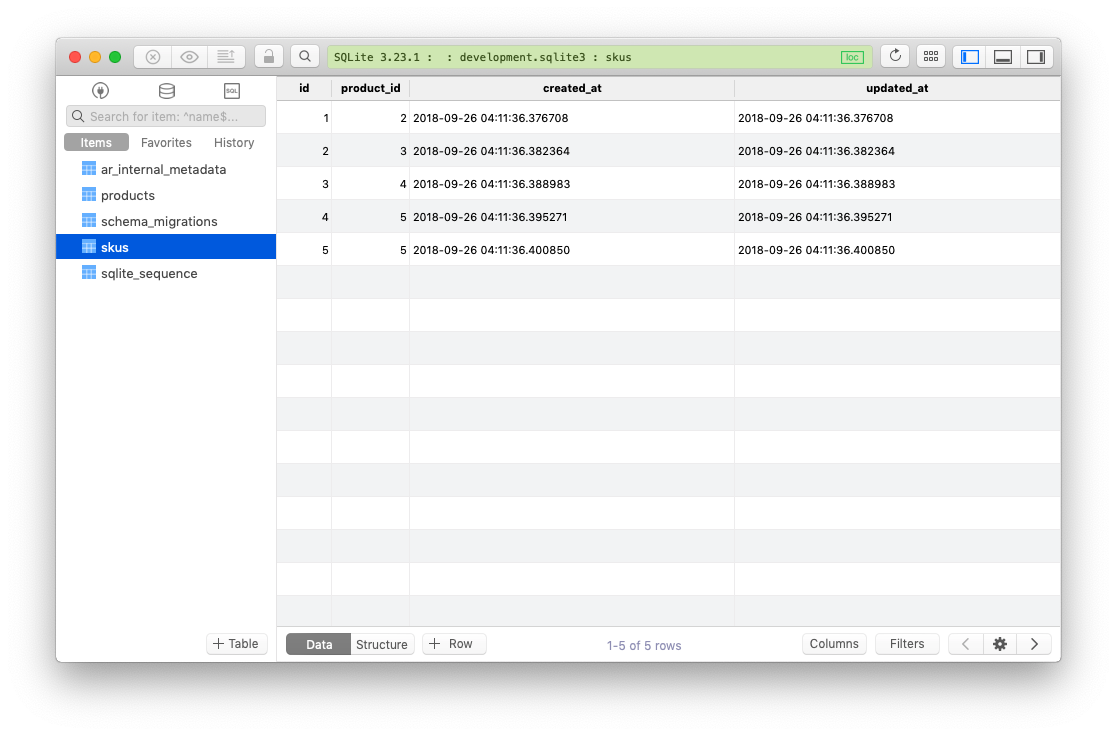 SQLite 3.23.1 :  : development.sqlite3 : skus loc
SQL
Search for item: ^name$...
Items Favorites History
ar_internal_metadata
products
schema_migrations
skus
sqlite_sequence
id product_id created_at updated_at
1 2 2018-09-26 04:11:36.376708 2018-09-26 04:11:36.376708
2 3 2018-09-26 04:11:36.382364 2018-09-26 04:11:36.382364
3 4 2018-09-26 04:11:36.388983 2018-09-26 04:11:36.388983
4 5 2018-09-26 04:11:36.395271 2018-09-26 04:11:36.395271
5 5 2018-09-26 04:11:36.400850 2018-09-26 04:11:36.400850
+ Table
Data Structure + Row 1-5 of 5 rows Columns Filters